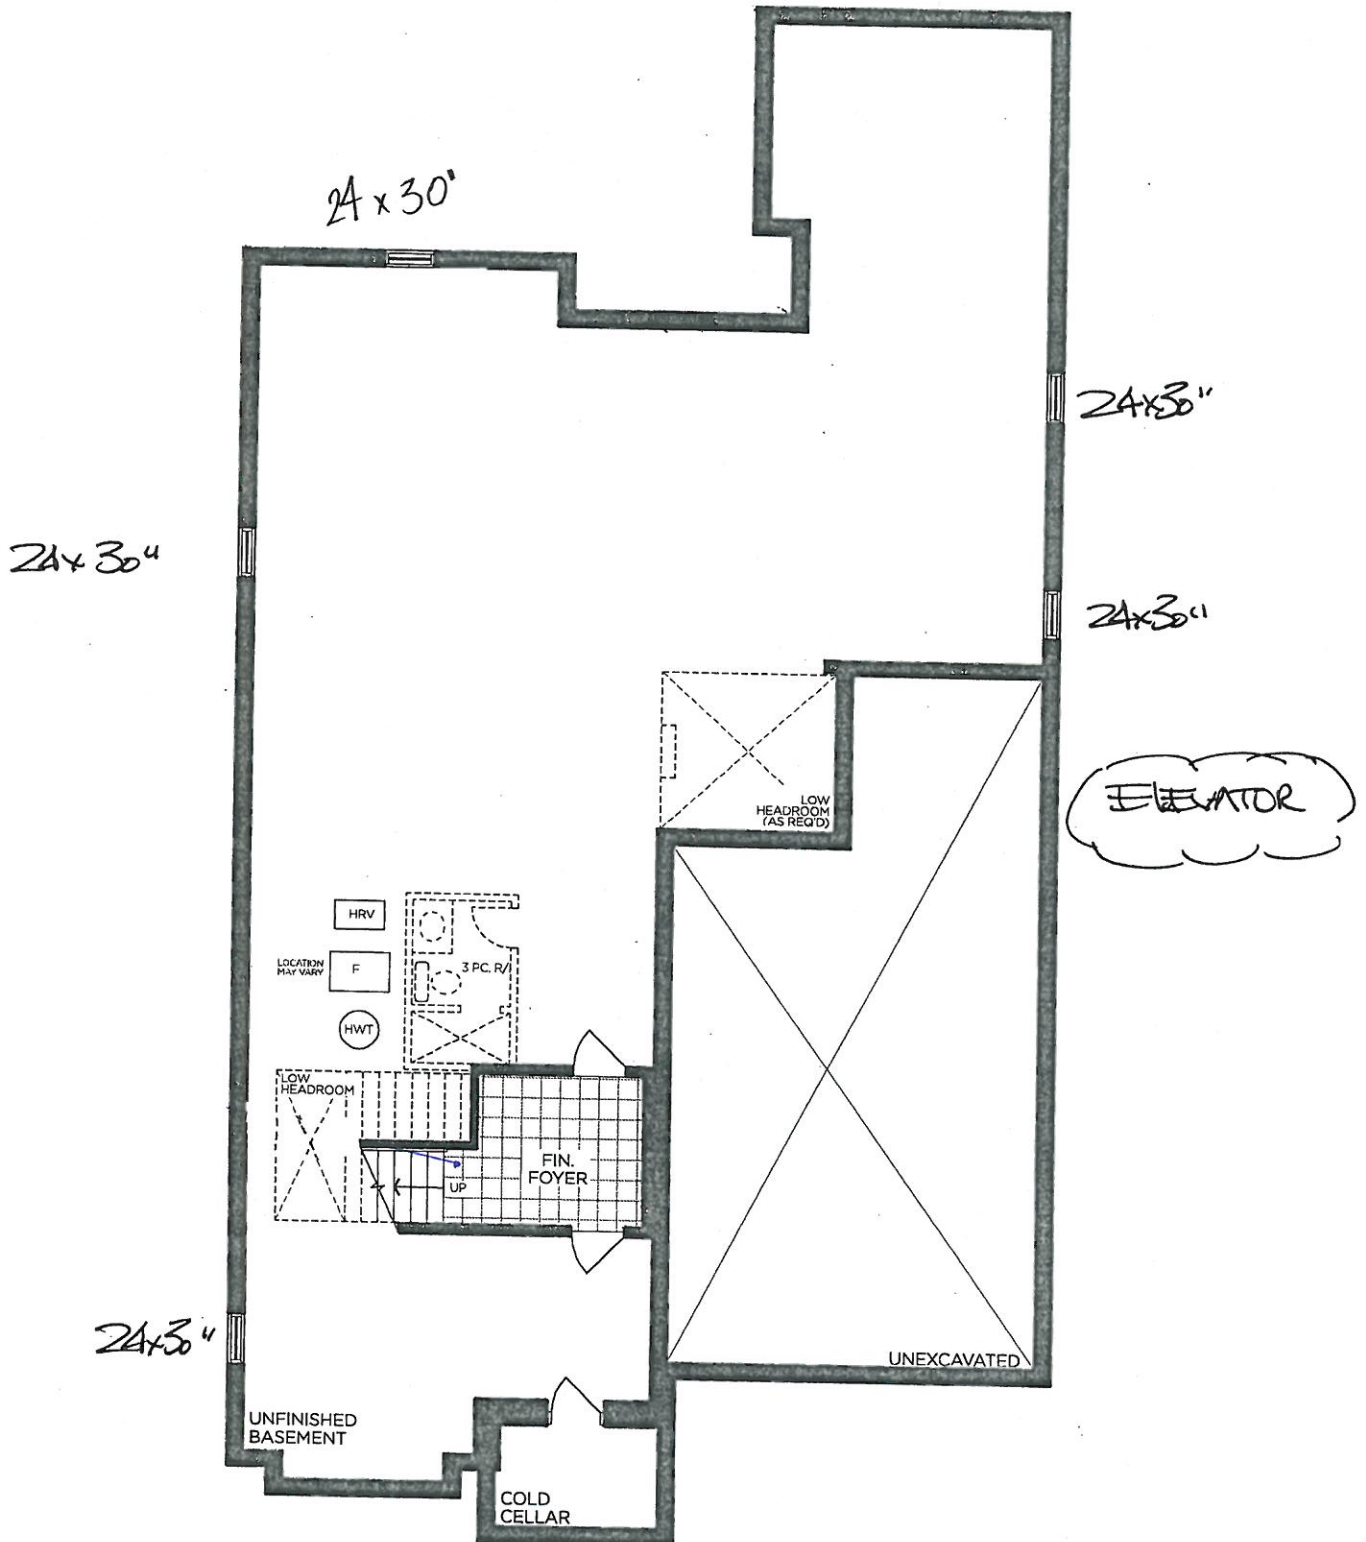 24 x 30"
24x30"
24x30"
24x30"
ELEVATOR
LOW
HEADROOM
(AS REQ'D)
HRV
LOCATION
MAY VARY
F
3 PC. R/
HWT
LOW
HEADROOM
FIN.
FOYER
UP
24x30"
UNEXCAVATED
UNFINISHED
BASEMENT
COLD
CELLAR